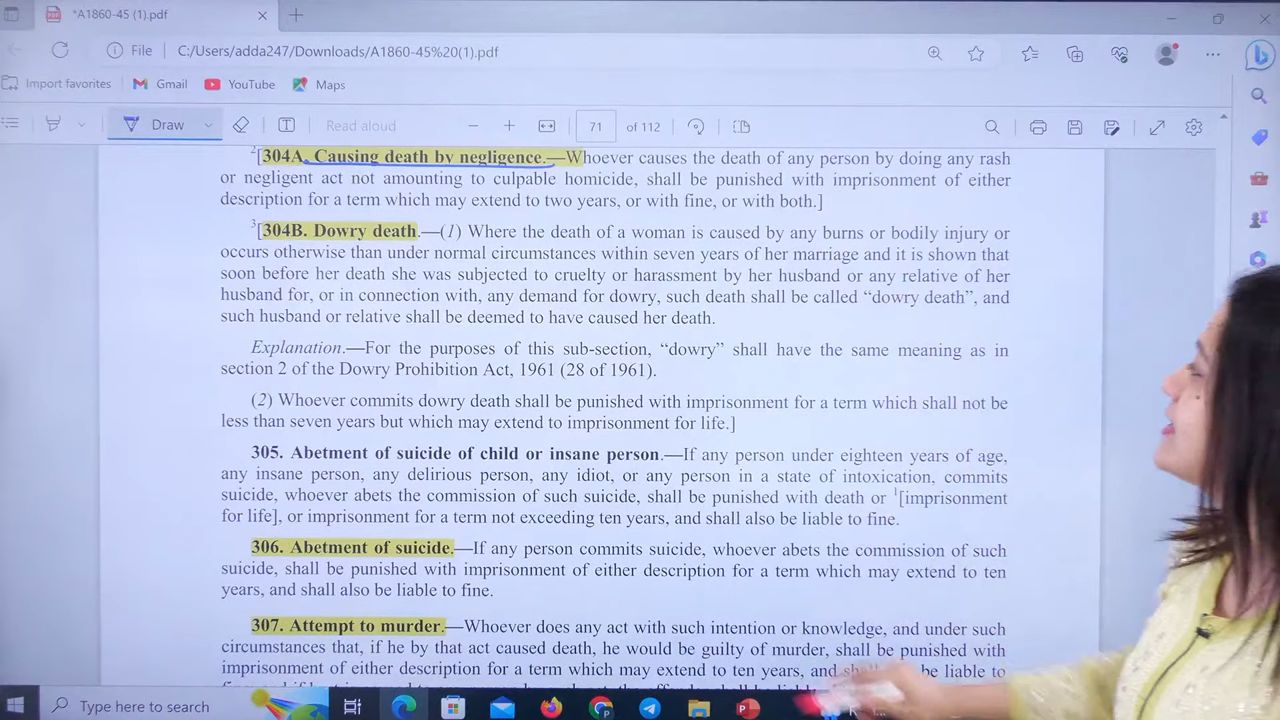 *A1860-45 (1).pdf
File C:/Users/adda247/Downloads/A1860-45%20(1).pdf
Import favorites Gmail YouTube Maps
Draw Read aloud 71 of 112
2[304A. Causing death by negligence.—Whoever causes the death of any person by doing any rash
or negligent act not amounting to culpable homicide, shall be punished with imprisonment of either
description for a term which may extend to two years, or with fine, or with both.]
3[304B. Dowry death.—(1) Where the death of a woman is caused by any burns or bodily injury or
occurs otherwise than under normal circumstances within seven years of her marriage and it is shown that
soon before her death she was subjected to cruelty or harassment by her husband or any relative of her
husband for, or in connection with, any demand for dowry, such death shall be called “dowry death”, and
such husband or relative shall be deemed to have caused her death.
Explanation.—For the purposes of this sub-section, “dowry” shall have the same meaning as in
section 2 of the Dowry Prohibition Act, 1961 (28 of 1961).
(2) Whoever commits dowry death shall be punished with imprisonment for a term which shall not be
less than seven years but which may extend to imprisonment for life.]
305. Abetment of suicide of child or insane person.—If any person under eighteen years of age,
any insane person, any delirious person, any idiot, or any person in a state of intoxication, commits
suicide, whoever abets the commission of such suicide, shall be punished with death or 1[imprisonment
for life], or imprisonment for a term not exceeding ten years, and shall also be liable to fine.
306. Abetment of suicide.—If any person commits suicide, whoever abets the commission of such
suicide, shall be punished with imprisonment of either description for a term which may extend to ten
years, and shall also be liable to fine.
307. Attempt to murder.—Whoever does any act with such intention or knowledge, and under such
circumstances that, if he by that act caused death, he would be guilty of murder, shall be punished with
imprisonment of either description for a term which may extend to ten years, and be liable to
Type here to search